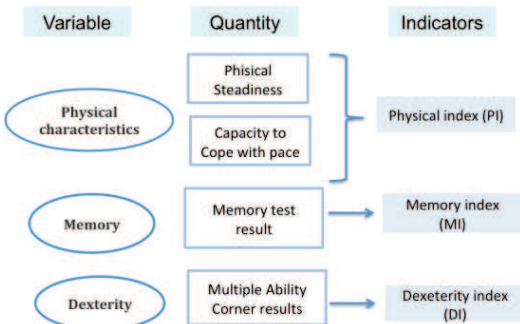 Variable
Quantity
Indicators
Physical
characteristics
Phisical
Steadiness
Capacity to
Cope with pace
Physical index (PI)
Memory
Memory test
result
Memory index
(MI)
Dexterity
Multiple Ability
Corner results
Dexeterity index
(DI)